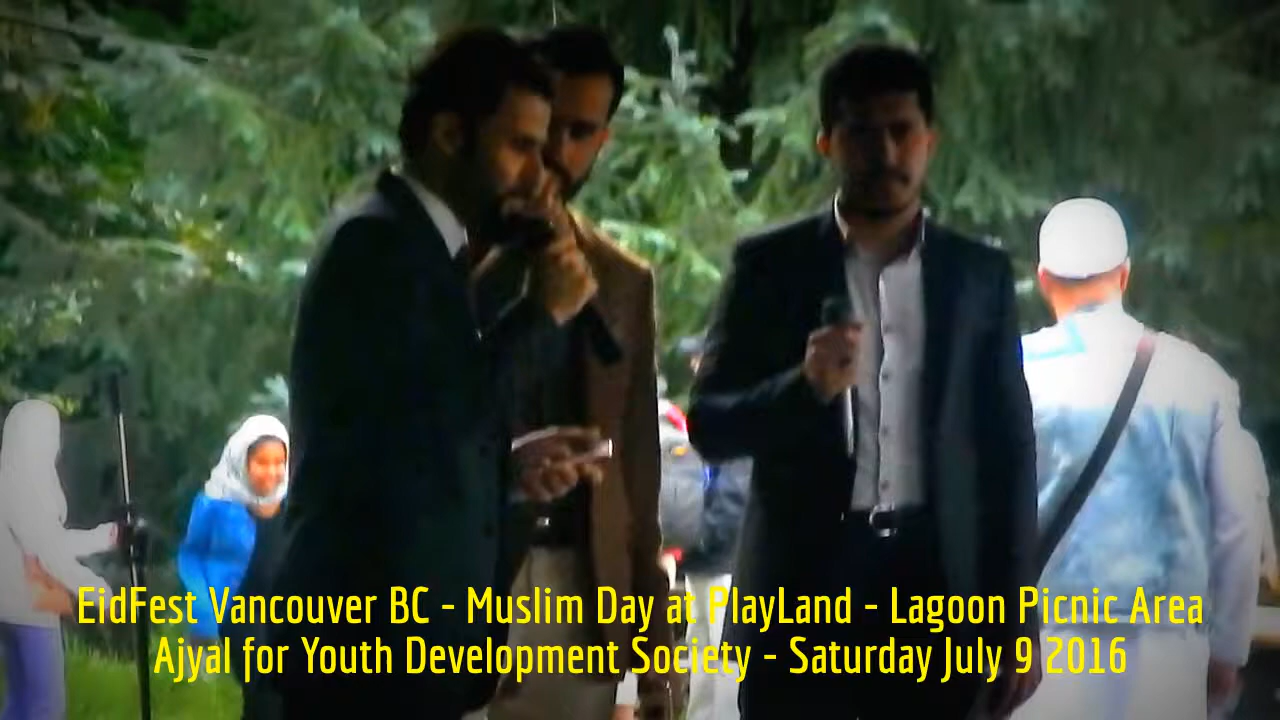 EidFest Vancouver BC - Muslim Day at PlayLand - Lagoon Picnic Area
Ajyal for Youth Development Society - Saturday July 9 2016